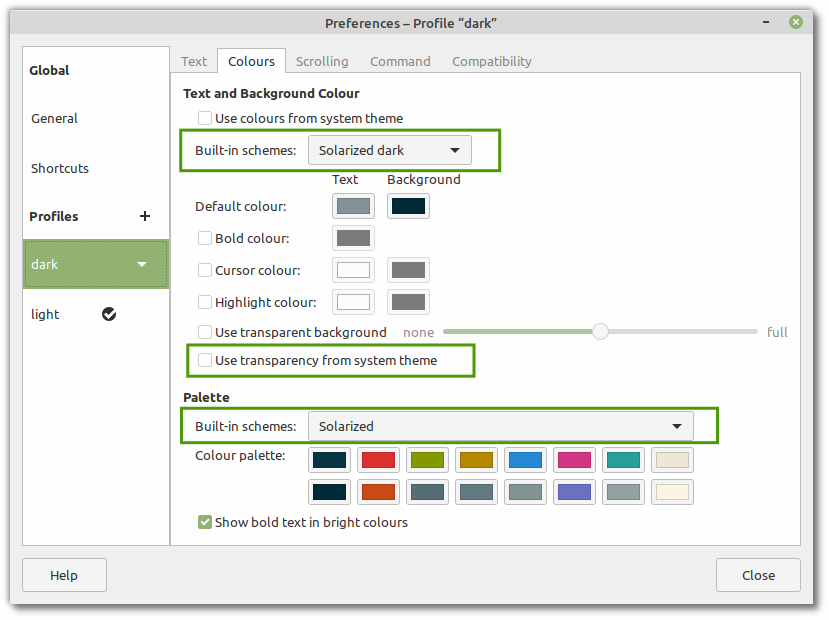 Preferences – Profile “dark”
Global
General
Shortcuts
Profiles
dark
light
Text Colours Scrolling Command Compatibility
Text and Background Colour
Use colours from system theme
Built-in schemes: Solarized dark
Text Background
Default colour:
Bold colour:
Cursor colour:
Highlight colour:
Use transparent background none full
Use transparency from system theme
Palette
Built-in schemes: Solarized
Colour palette:
Show bold text in bright colours
Help Close